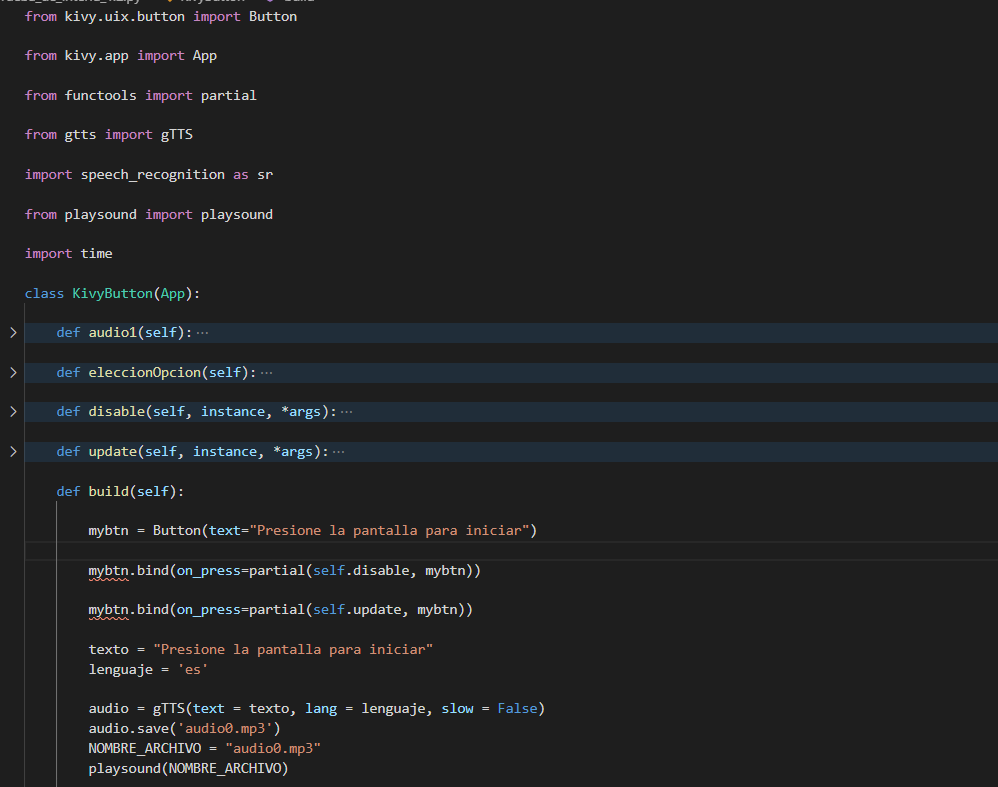 from kivy.uix.button import Button
from kivy.app import App
from functools import partial
from gtts import gTTS
import speech_recognition as sr
from playsound import playsound
import time
class KivyButton(App):
def audio1(self): ···
def eleccionOpcion(self): ···
def disable(self, instance, *args): ···
def update(self, instance, *args): ···
def build(self):
mybtn = Button(text="Presione la pantalla para iniciar")
mybtn.bind(on_press=partial(self.disable, mybtn))
mybtn.bind(on_press=partial(self.update, mybtn))
texto = "Presione la pantalla para iniciar"
lenguaje = 'es'
audio = gTTS(text = texto, lang = lenguaje, slow = False)
audio.save('audio0.mp3')
NOMBRE_ARCHIVO = "audio0.mp3"
playsound(NOMBRE_ARCHIVO)